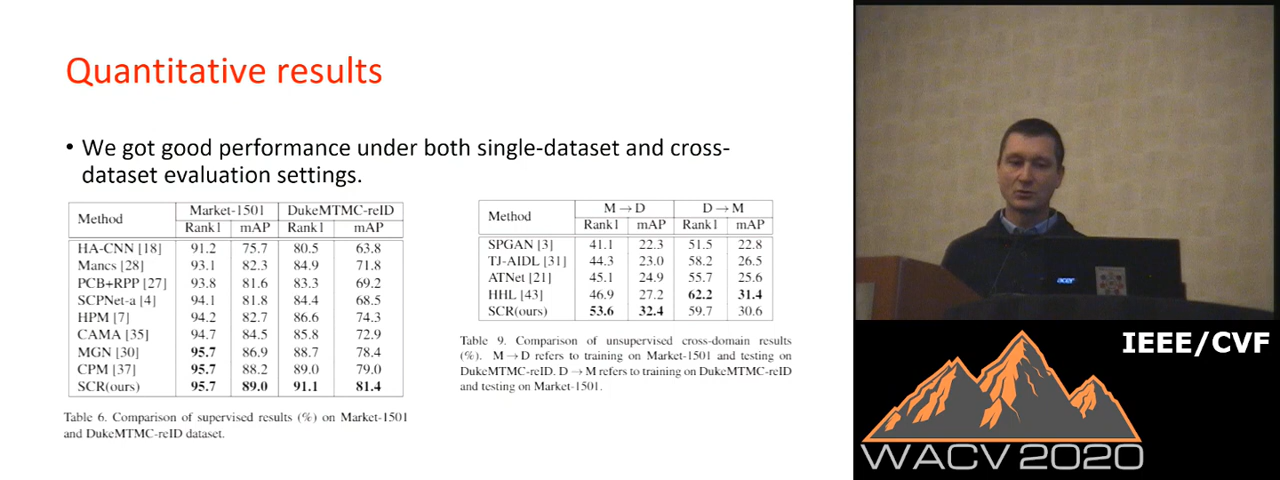 Quantitative results
• We got good performance under both single-dataset and cross-
dataset evaluation settings.
Method Market-1501 DukeMTMC-reID
Rank1 mAP Rank1 mAP
HA-CNN [18] 91.2 75.7 80.5 63.8
Mancs [28] 93.1 82.3 84.9 71.8
PCB+RPP [27] 93.8 81.6 83.3 69.2
SCPNet-a [4] 94.1 81.8 84.4 68.5
HPM [7] 94.2 82.7 86.6 74.3
CAMA [35] 94.7 84.5 85.8 72.9
MGN [30] 95.7 86.9 88.7 78.4
CPM [37] 95.7 88.2 89.0 79.0
SCR(ours) 95.7 89.0 91.1 81.4
Table 6. Comparison of supervised results (%) on Market-1501
and DukeMTMC-reID dataset.
Method M→D D→M
Rank1 mAP Rank1 mAP
SPGAN [3] 41.1 22.3 51.5 22.8
TJ-AIDL [31] 44.3 23.0 58.2 26.5
ATNet [21] 45.1 24.9 55.7 25.6
HHL [43] 46.9 27.2 62.2 31.4
SCR(ours) 53.6 32.4 59.7 30.6
Table 9. Comparison of unsupervised cross-domain results
(%). M→D refers to training on Market-1501 and testing on
DukeMTMC-reID. D→M refers to training on DukeMTMC-reID
and testing on Market-1501.
acer
IEEE/CVF
WACV 2020